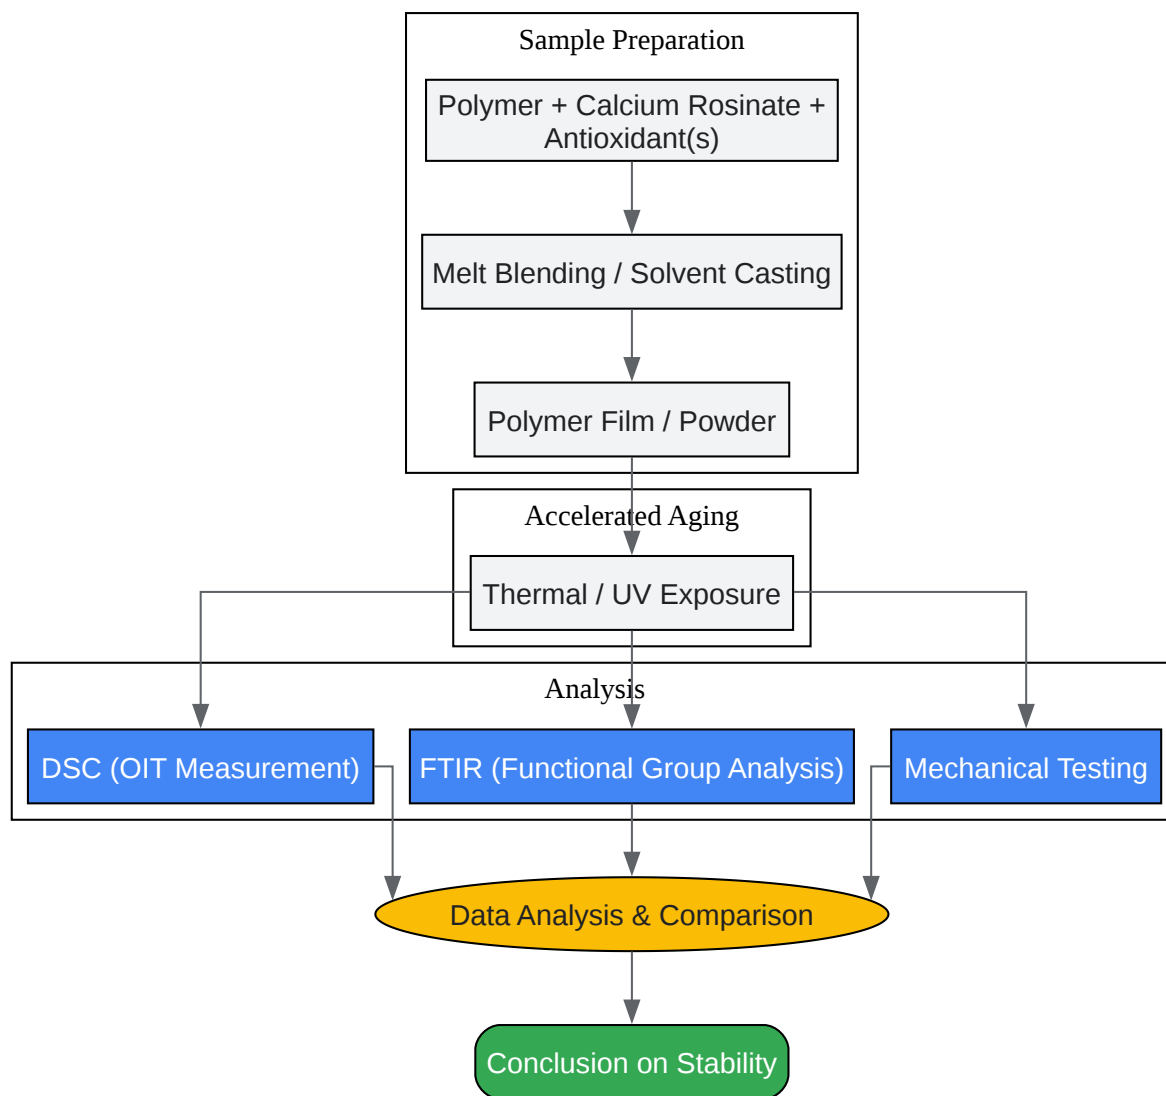 Sample Preparation
Polymer + Calcium Rosinate +
Antioxidant(s)
Melt Blending / Solvent Casting
Polymer Film / Powder
Accelerated Aging
Thermal / UV Exposure
Analysis
DSC (OIT Measurement)
FTIR (Functional Group Analysis)
Mechanical Testing
Data Analysis & Comparison
Conclusion on Stability